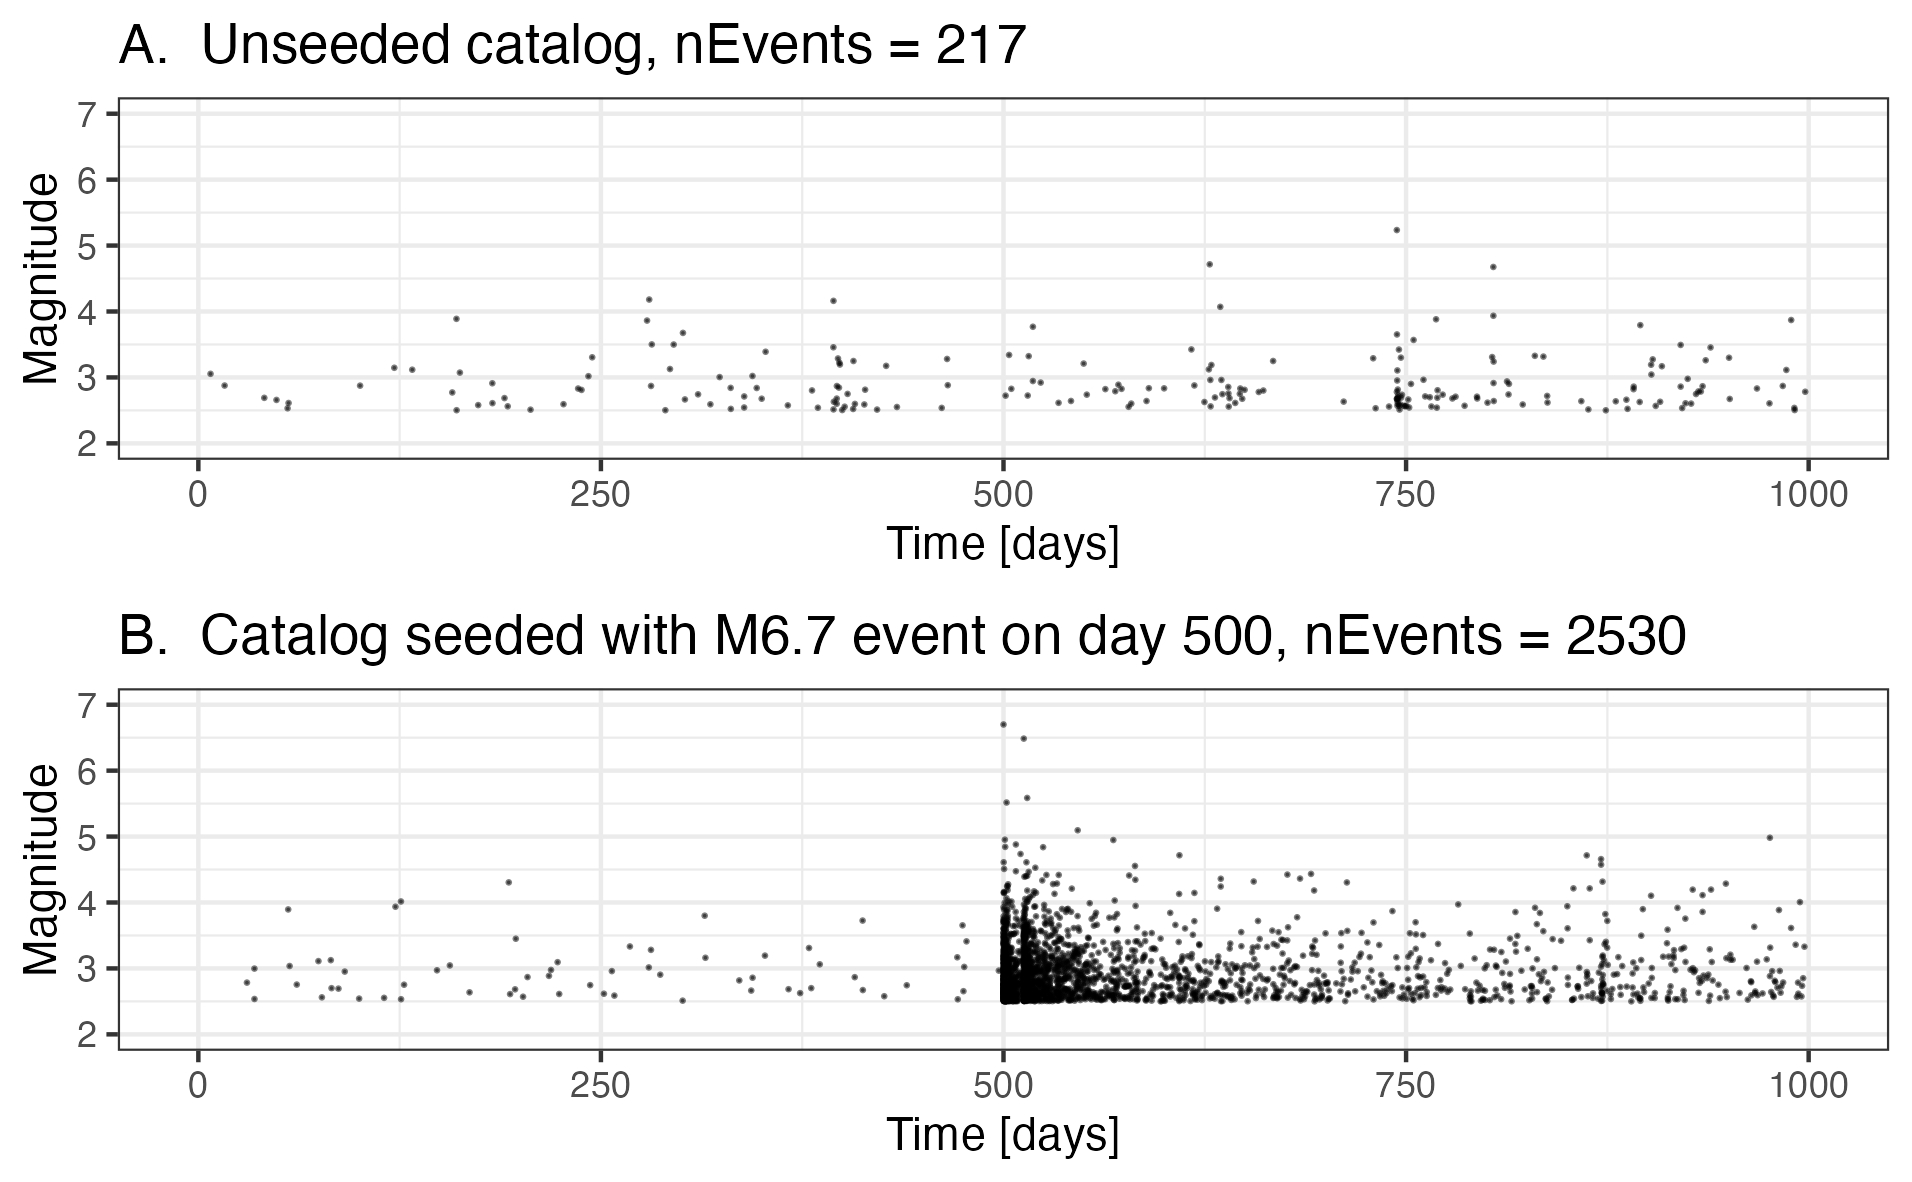 A.  Unseeded catalog, nEvents = 217
7
6
5
4
3
2
Magnitude
0 250 500 750 1000
Time [days]
B.  Catalog seeded with M6.7 event on day 500, nEvents = 2530
7
6
5
4
3
2
Magnitude
0 250 500 750 1000
Time [days]